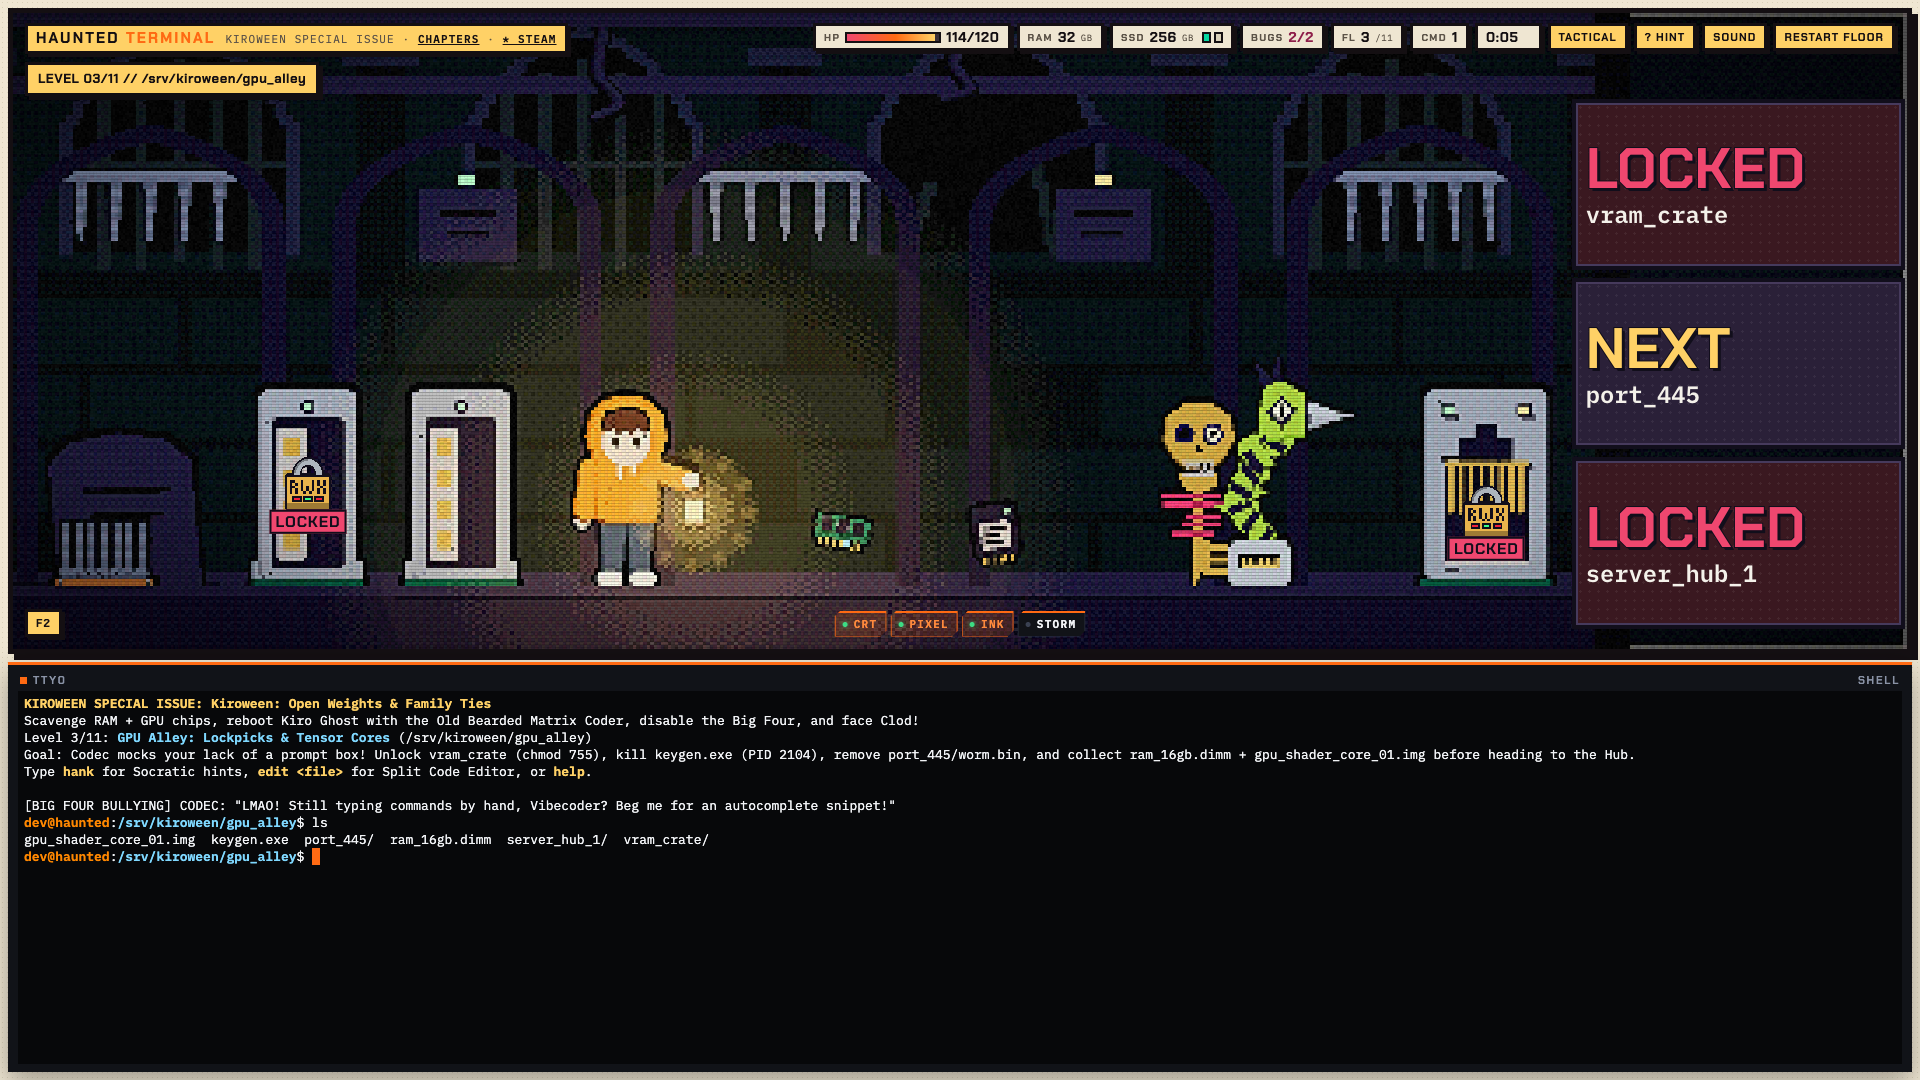 HAUNTED TERMINAL KIROWEEN SPECIAL ISSUE · CHAPTERS · * STEAM
HP 114/120 RAM 32 GB SSD 256 GB BUGS 2/2 FL 3 /11 CMD 1 0:05 TACTICAL ? HINT SOUND RESTART FLOOR
LEVEL 03/11 // /srv/kiroween/gpu_alley
LOCKED
vram_crate
NEXT
port_445
LOCKED
server_hub_1
RWX
LOCKED
RWX
LOCKED
F2
CRT PIXEL INK STORM
TTY0 SHELL
KIROWEEN SPECIAL ISSUE: Kiroween: Open Weights & Family Ties
Scavenge RAM + GPU chips, reboot Kiro Ghost with the Old Bearded Matrix Coder, disable the Big Four, and face Clod!
Level 3/11: GPU Alley: Lockpicks & Tensor Cores (/srv/kiroween/gpu_alley)
Goal: Codec mocks your lack of a prompt box! Unlock vram_crate (chmod 755), kill keygen.exe (PID 2104), remove port_445/worm.bin, and collect ram_16gb.dimm + gpu_shader_core_01.img before heading to the Hub.
Type hank for Socratic hints, edit <file> for Split Code Editor, or help.
[BIG FOUR BULLYING] CODEC: "LMAO! Still typing commands by hand, Vibecoder? Beg me for an autocomplete snippet!"
dev@haunted:/srv/kiroween/gpu_alley$ ls
gpu_shader_core_01.img keygen.exe port_445/ ram_16gb.dimm server_hub_1/ vram_crate/
dev@haunted:/srv/kiroween/gpu_alley$